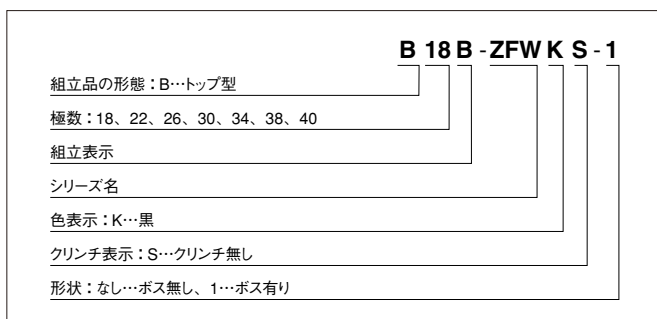 B 18 B - ZFW K S - 1
組立品の形態：B…トップ型
極数：18、22、26、30、34、38、40
組立表示
シリーズ名
色表示：K…黒
クリンチ表示：S…クリンチ無し
形状：なし…ボス無し、1…ボス有り